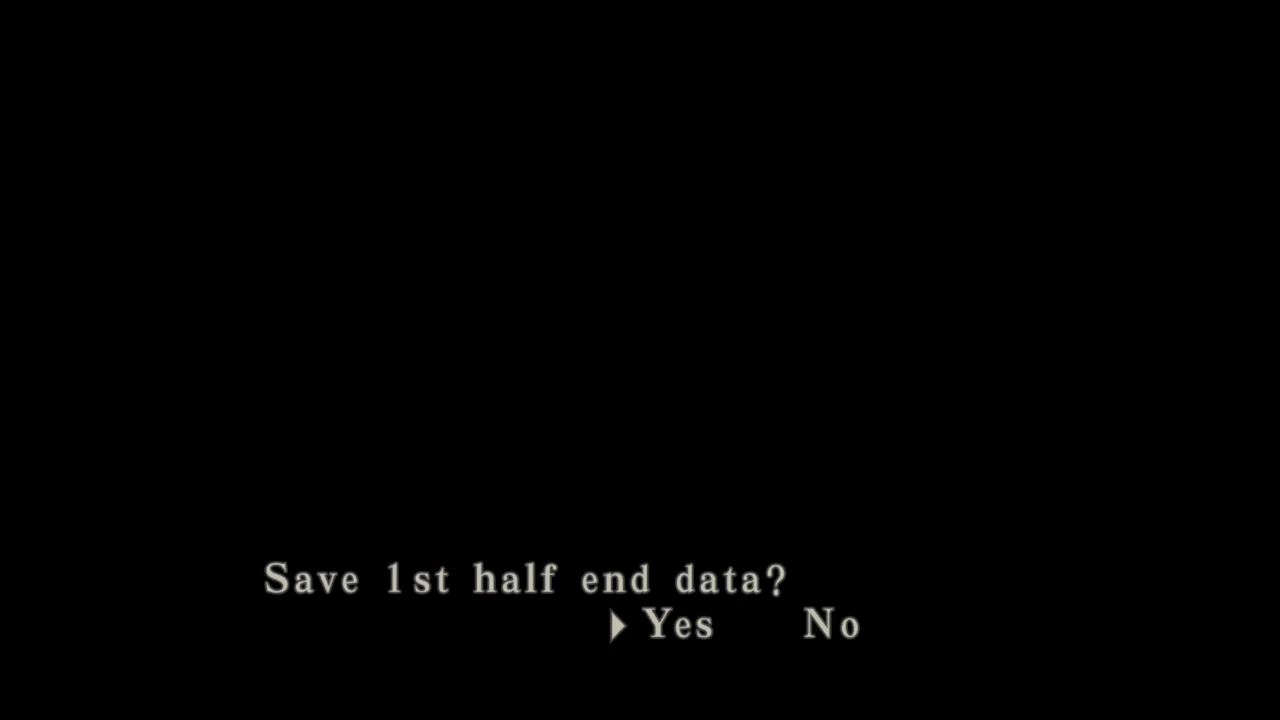 Save 1st half end data?
Yes No